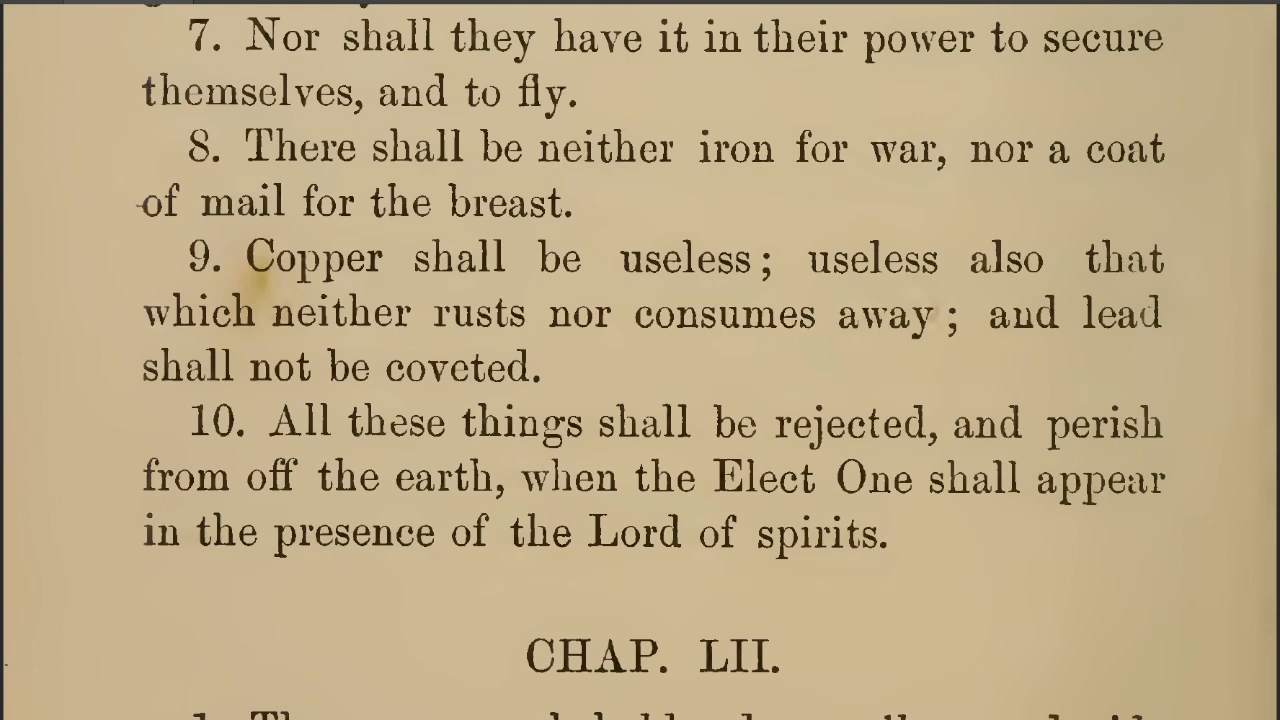 7. Nor shall they have it in their power to secure
themselves, and to fly.
8. There shall be neither iron for war, nor a coat
of mail for the breast.
9. Copper shall be useless; useless also that
which neither rusts nor consumes away; and lead
shall not be coveted.
10. All these things shall be rejected, and perish
from off the earth, when the Elect One shall appear
in the presence of the Lord of spirits.
CHAP. LII.